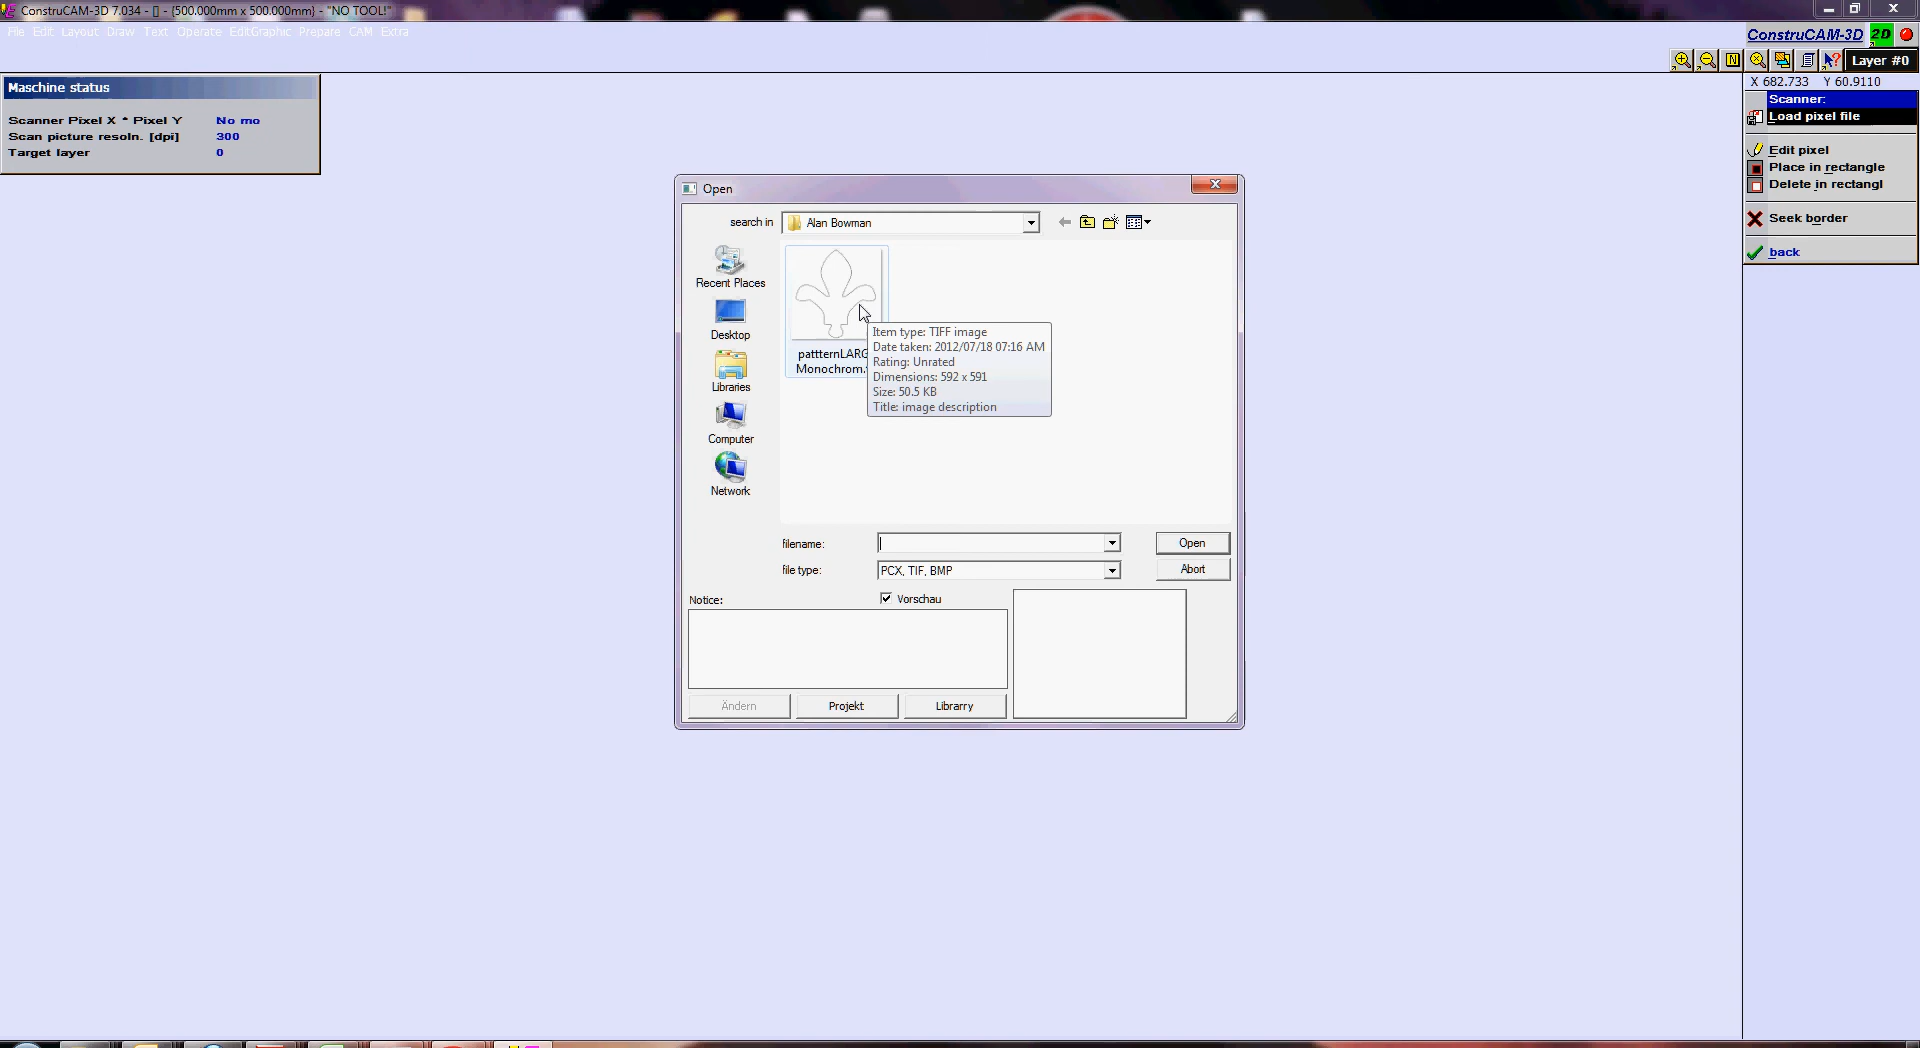 ConstruCAM-3D 7.034 - [] - {500.000mm x 500.000mm} - "NO TOOL!"
File Edit Layout Draw Text Operate EditGraphic Prepare CAM Extra
ConstruCAM-3D 2D
Layer #0
X 682.733 Y 60.9110
Maschine status
Scanner Pixel X * Pixel Y No mo
Scan picture resoln. [dpi] 300
Target layer 0
Scanner:
Load pixel file
Edit pixel
Place in rectangle
Delete in rectangl
Seek border
back
Open
search in Alan Bowman
Recent Places
Desktop
Libraries
Computer
Network
pattternLARG
Monochrom.
Item type: TIFF image
Date taken: 2012/07/18 07:16 AM
Rating: Unrated
Dimensions: 592 x 591
Size: 50.5 KB
Title: image description
filename: Open
file type: PCX, TIF, BMP Abort
Notice: Vorschau
Ändern Projekt Librarry